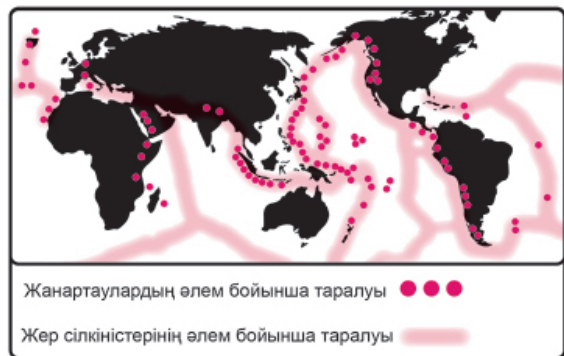 Жанартаулардың әлем бойынша таралуы
Жер сілкіністерінің әлем бойынша таралуы